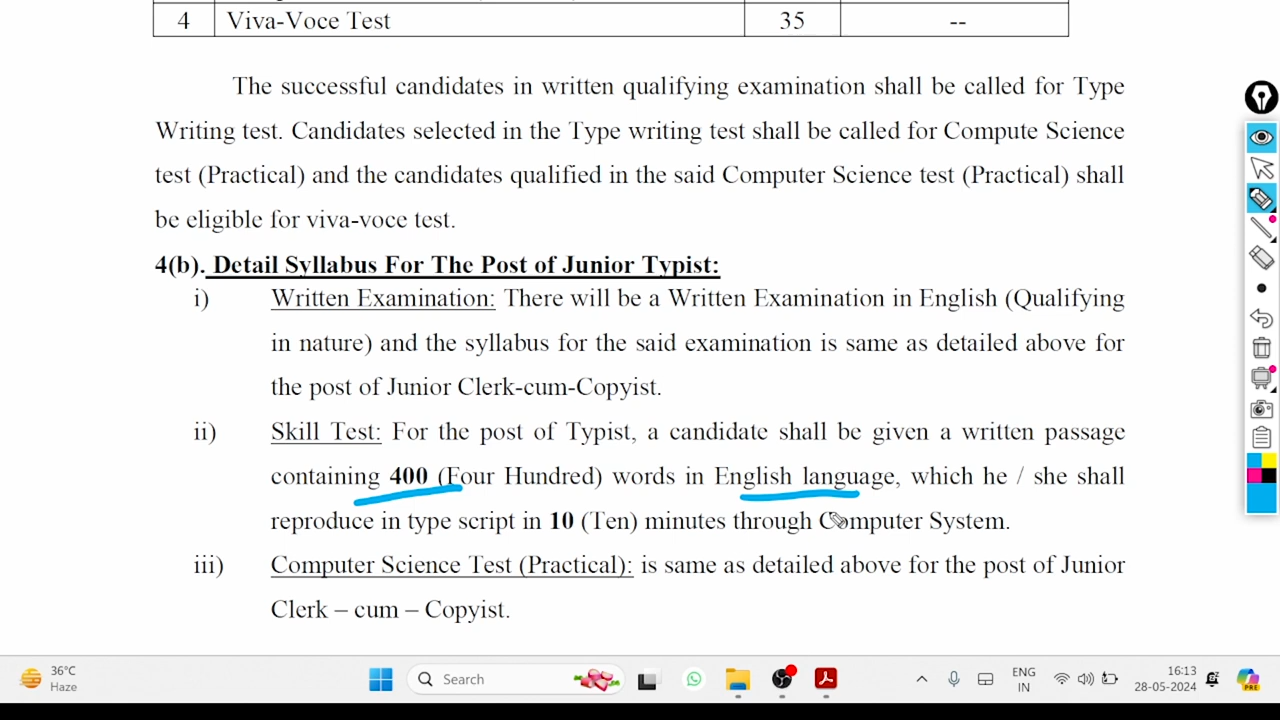 4 Viva-Voce Test 35 --
The successful candidates in written qualifying examination shall be called for Type
Writing test. Candidates selected in the Type writing test shall be called for Compute Science
test (Practical) and the candidates qualified in the said Computer Science test (Practical) shall
be eligible for viva-voce test.
4(b). Detail Syllabus For The Post of Junior Typist:
i) Written Examination: There will be a Written Examination in English (Qualifying
in nature) and the syllabus for the said examination is same as detailed above for
the post of Junior Clerk-cum-Copyist.
ii) Skill Test: For the post of Typist, a candidate shall be given a written passage
containing 400 (Four Hundred) words in English language, which he / she shall
reproduce in type script in 10 (Ten) minutes through Computer System.
iii) Computer Science Test (Practical): is same as detailed above for the post of Junior
Clerk – cum – Copyist.
36°C
Haze
Search
ENG
IN
16:13
28-05-2024
PRE